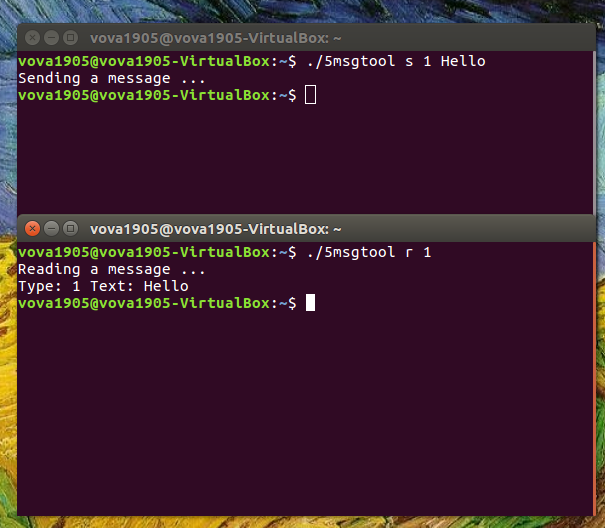 vova1905@vova1905-VirtualBox: ~
vova1905@vova1905-VirtualBox:~$ ./5msgtool s 1 Hello
Sending a message ...
vova1905@vova1905-VirtualBox:~$
vova1905@vova1905-VirtualBox: ~
vova1905@vova1905-VirtualBox:~$ ./5msgtool r 1
Reading a message ...
Type: 1 Text: Hello
vova1905@vova1905-VirtualBox:~$